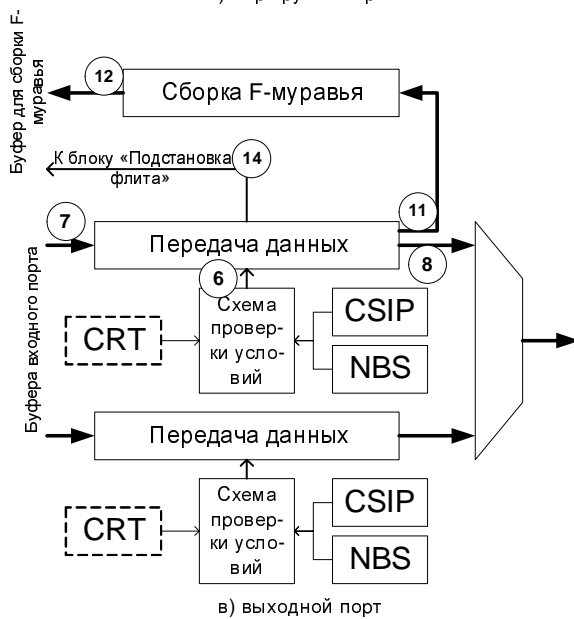 Буфер для сборки F-
муравья
12
Сборка F-муравья
К блоку «Подстановка
флита»
14
7
Передача данных
11
8
6
Буфера входного порта
CRT
Схема
провер-
ки усло-
вий
CSIP
NBS
Передача данных
CRT
Схема
провер-
ки усло-
вий
CSIP
NBS
в) выходной порт